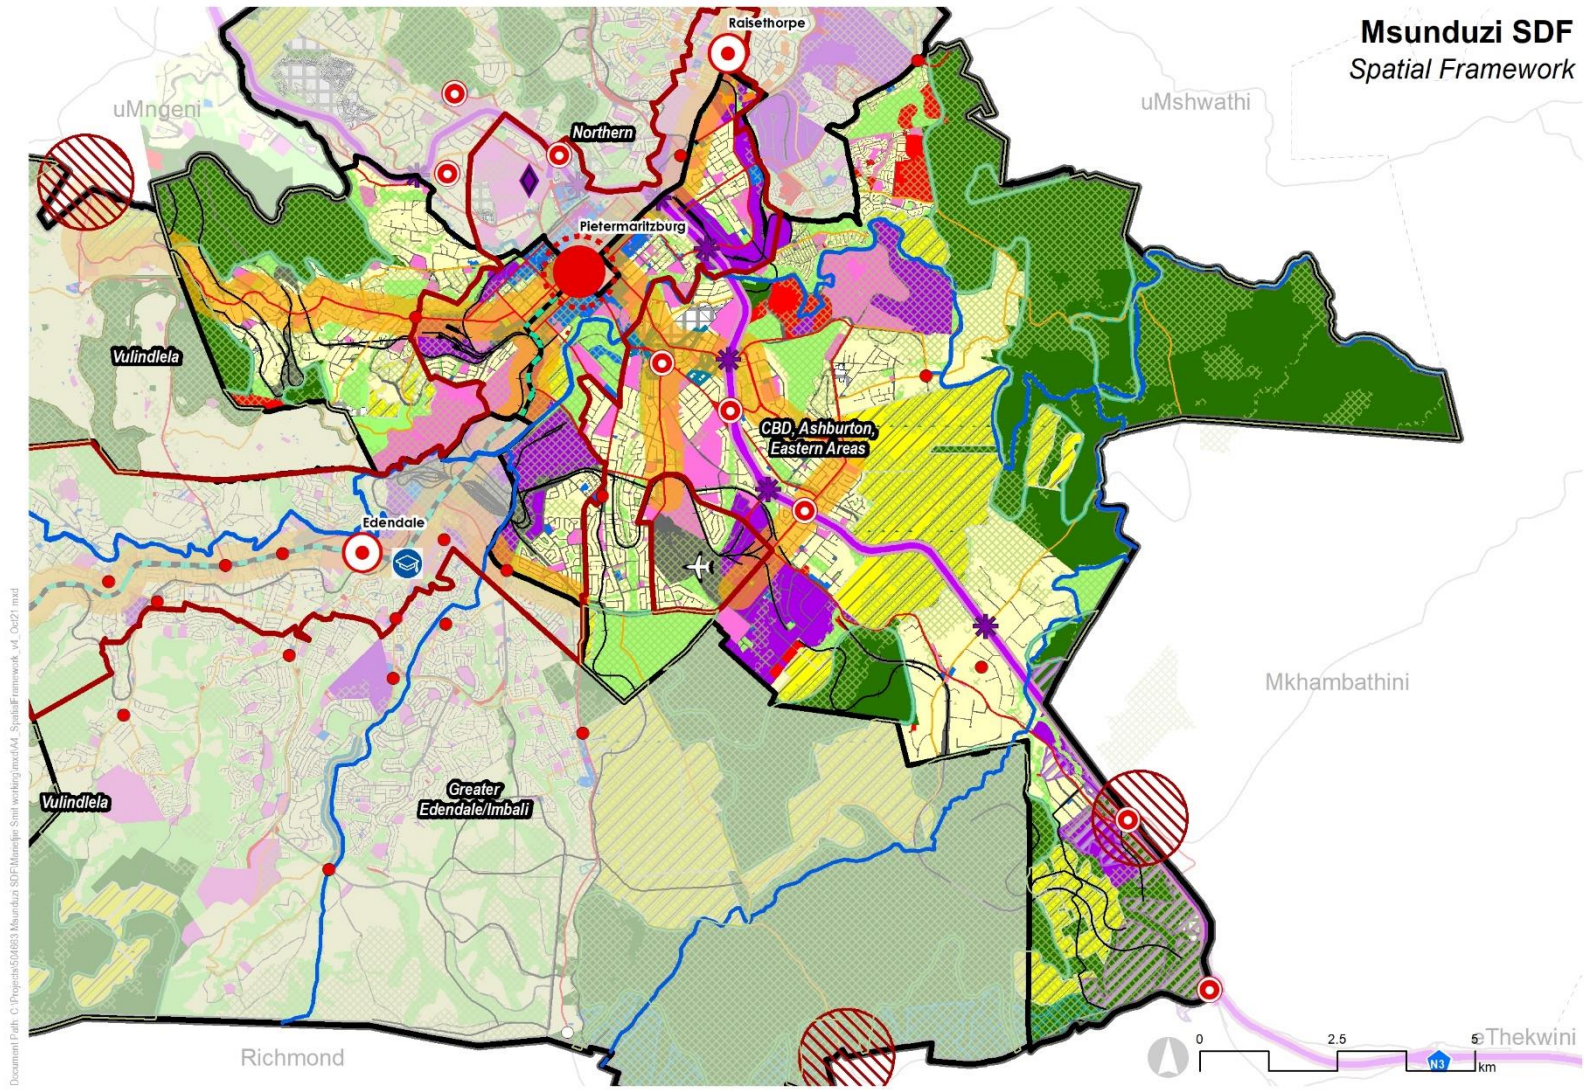 Msunduzi SDF
Spatial Framework
Raisethorpe
uMngeni
uMshwathi
Northern
Pietermaritzburg
Vulindlela
CBD, Ashburton,
Eastern Areas
Edendale
Mkhambathini
Vulindlela
Greater
Edendale/Imbali
Richmond
eThekwini
0 2.5 5
km
N3